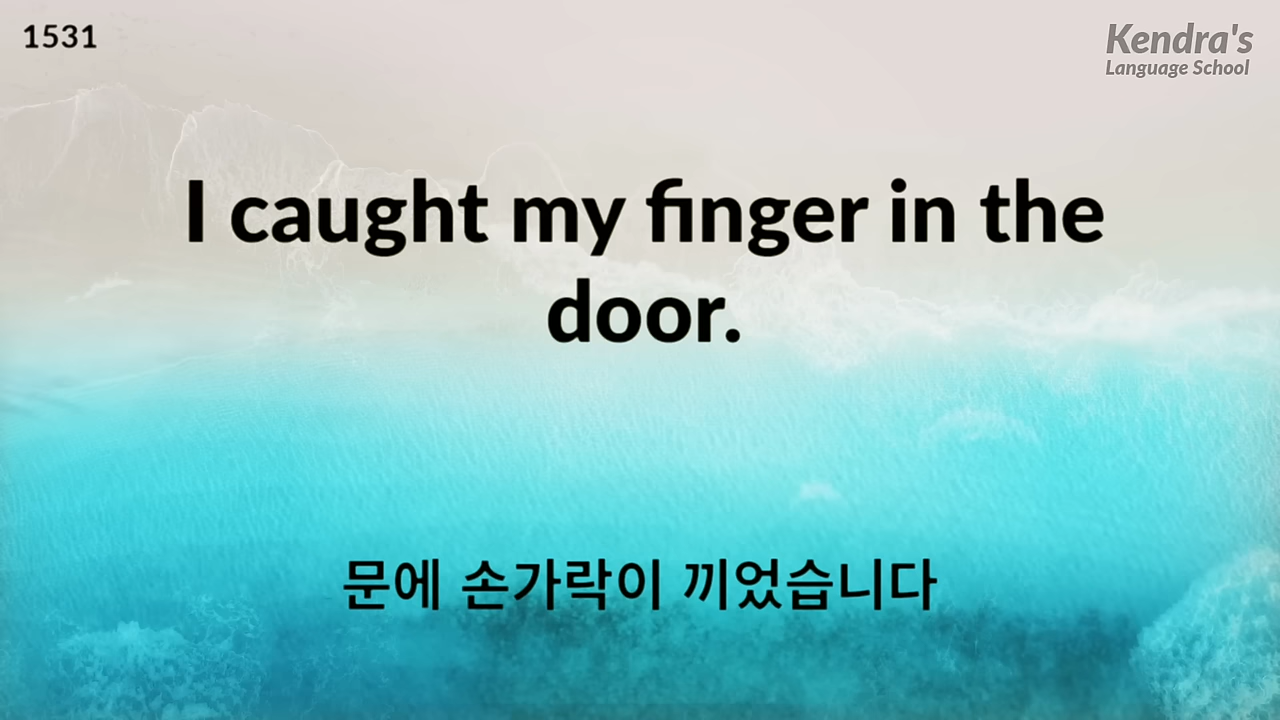 1531
Kendra's
Language School
I caught my finger in the
door.
문에 손가락이 끼었습니다